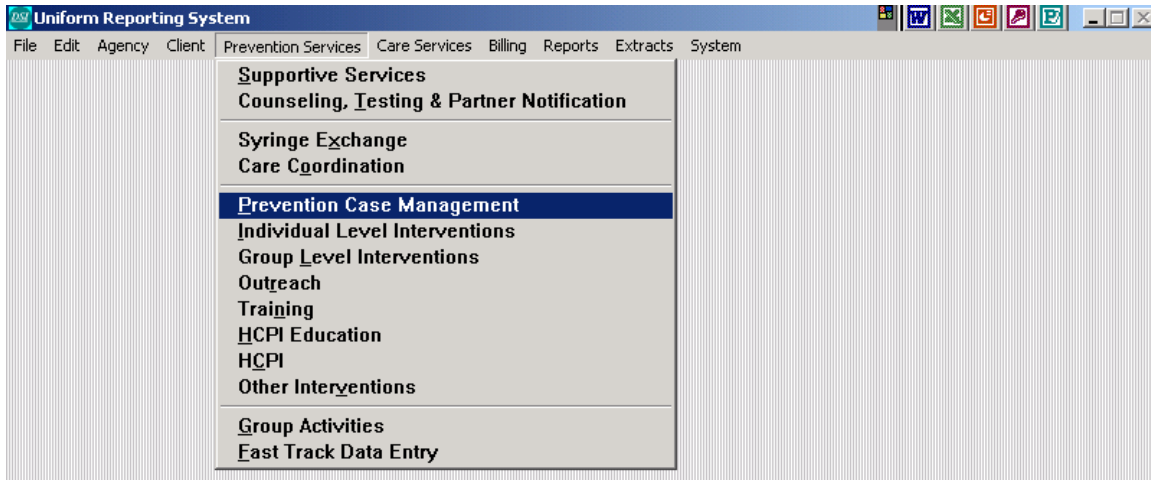 DSI Uniform Reporting System
File Edit Agency Client Prevention Services Care Services Billing Reports Extracts System
Supportive Services
Counseling, Testing & Partner Notification
Syringe Exchange
Care Coordination
Prevention Case Management
Individual Level Interventions
Group Level Interventions
Outreach
Training
HCPI Education
HCPI
Other Interventions
Group Activities
Fast Track Data Entry